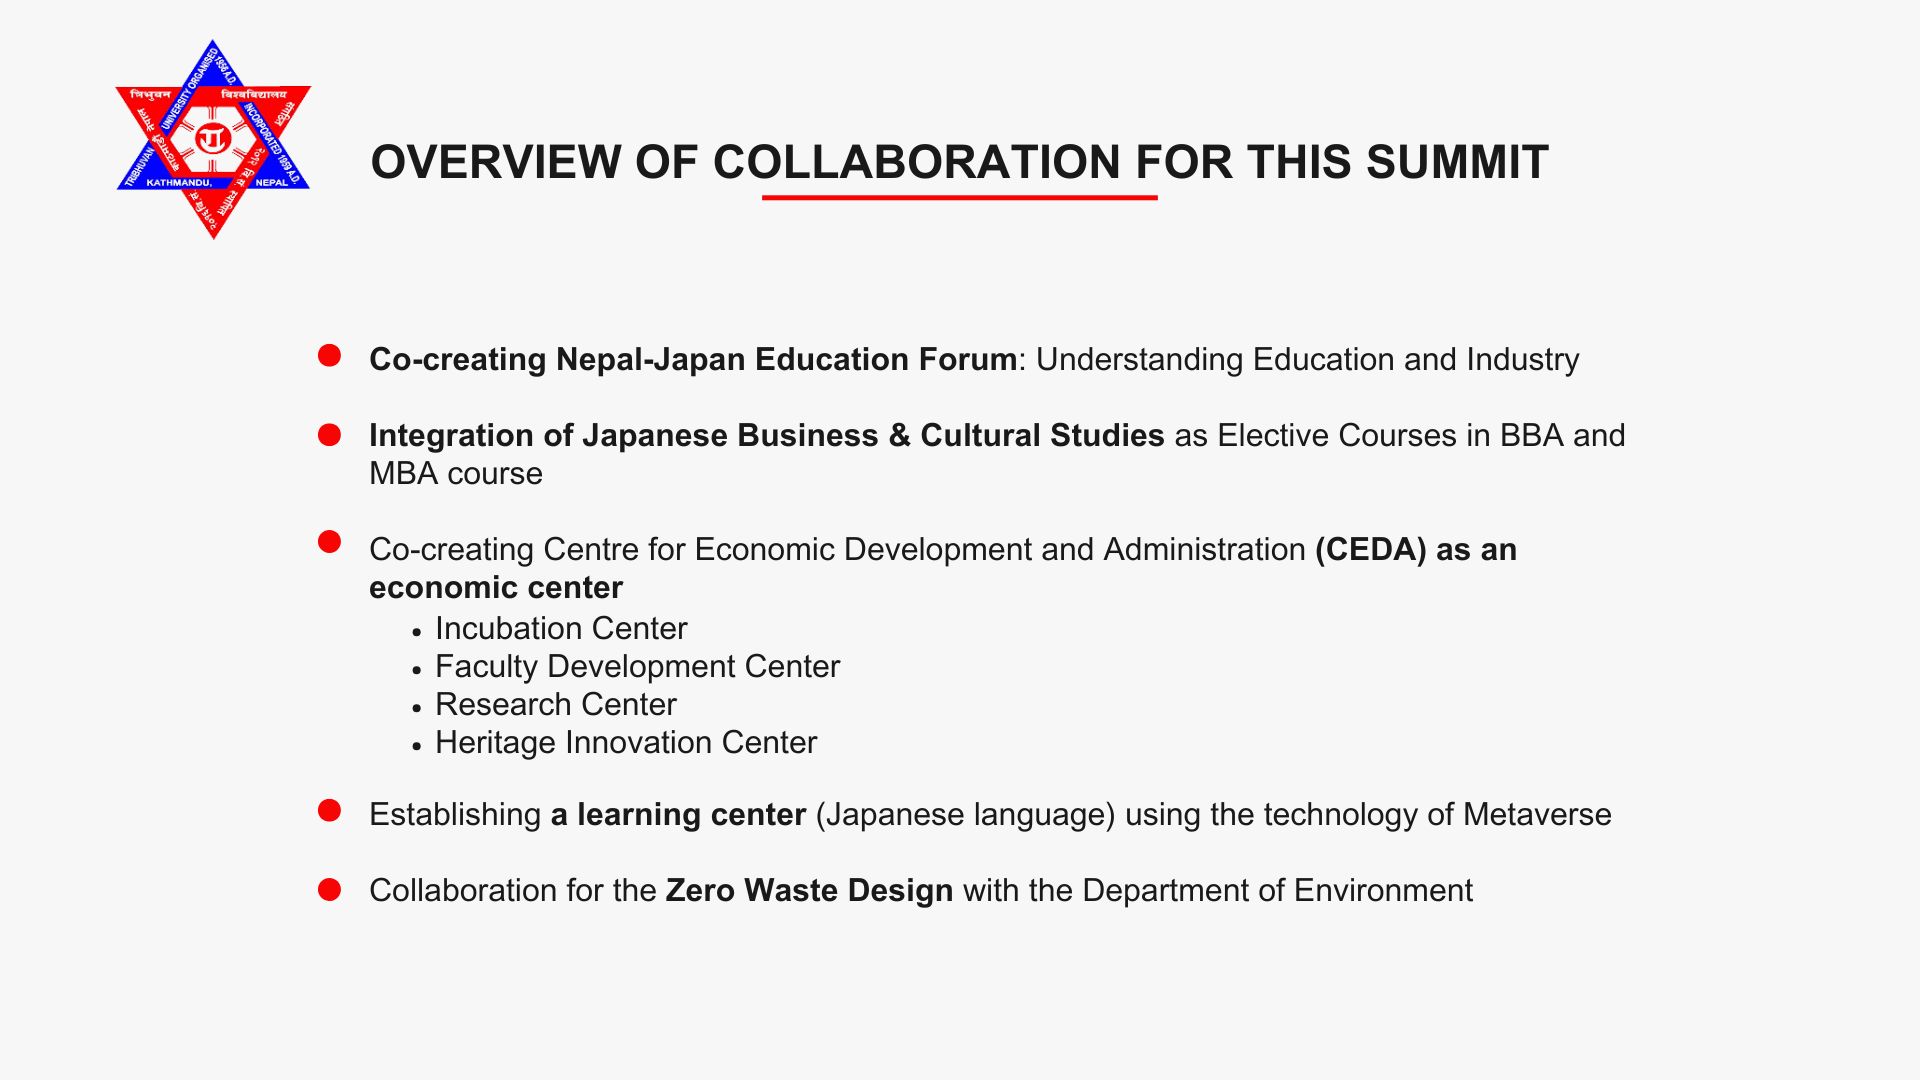 त्रिभुवन विश्वविद्यालय
UNIVERSITY ORGANISED
1956 A.D.
INCORPORATED 1959 A.D.
TRIBHUVAN
KATHMANDU, NEPAL
OVERVIEW OF COLLABORATION FOR THIS SUMMIT
Co-creating Nepal-Japan Education Forum: Understanding Education and Industry
Integration of Japanese Business & Cultural Studies as Elective Courses in BBA and
MBA course
Co-creating Centre for Economic Development and Administration (CEDA) as an
economic center
• Incubation Center
• Faculty Development Center
• Research Center
• Heritage Innovation Center
Establishing a learning center (Japanese language) using the technology of Metaverse
Collaboration for the Zero Waste Design with the Department of Environment